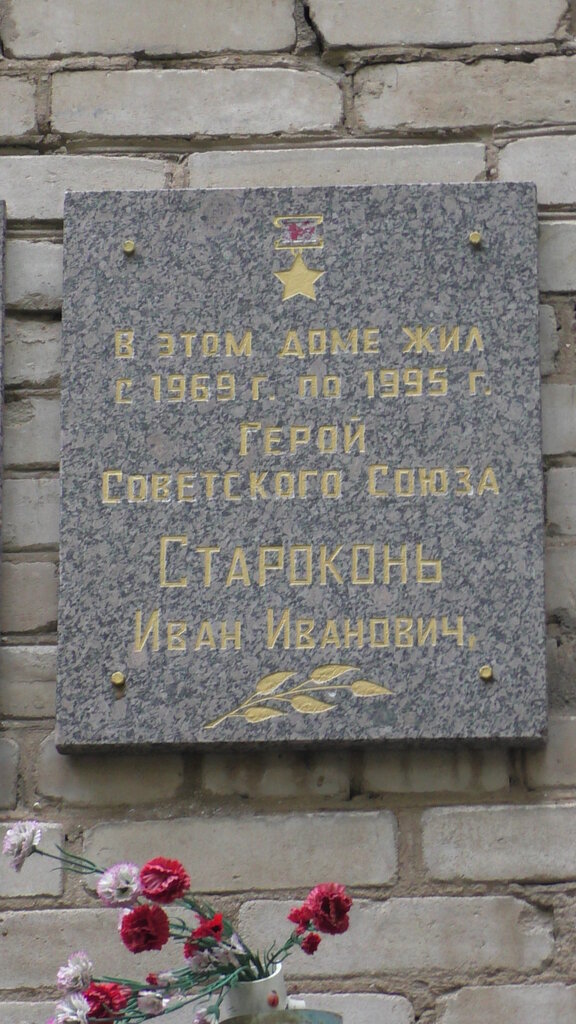 В этом доме жил
с 1969 г. по 1995 г.
Герой
Советского Союза
Староконь
Иван Иванович.